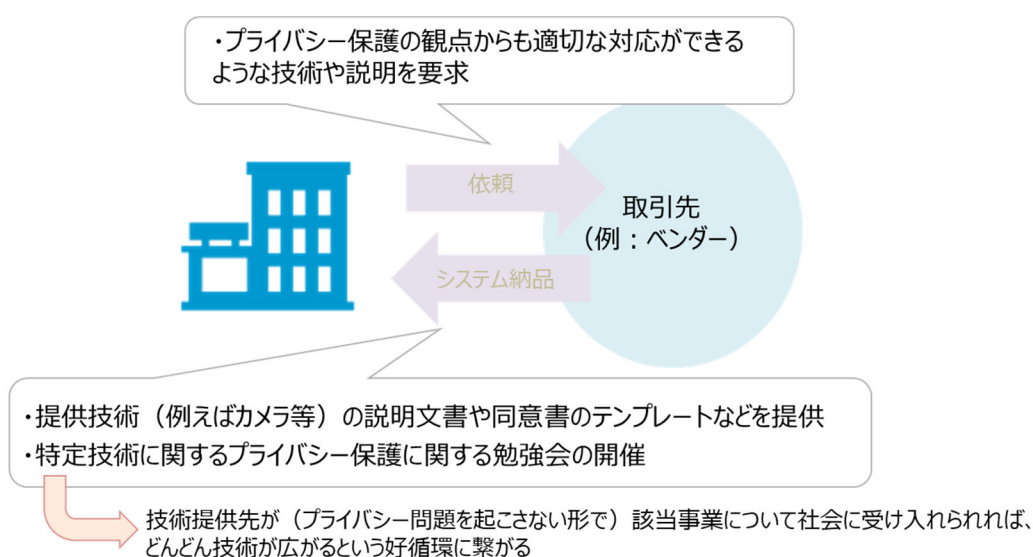 ・プライバシー保護の観点からも適切な対応ができる
ような技術や説明を要求
依頼
取引先
（例：ベンダー）
システム納品
・提供技術（例えばカメラ等）の説明文書や同意書のテンプレートなどを提供
・特定技術に関するプライバシー保護に関する勉強会の開催
技術提供先が（プライバシー問題を起こさない形で）該当事業について社会に受け入れられれば、
どんどん技術が広がるという好循環に繋がる